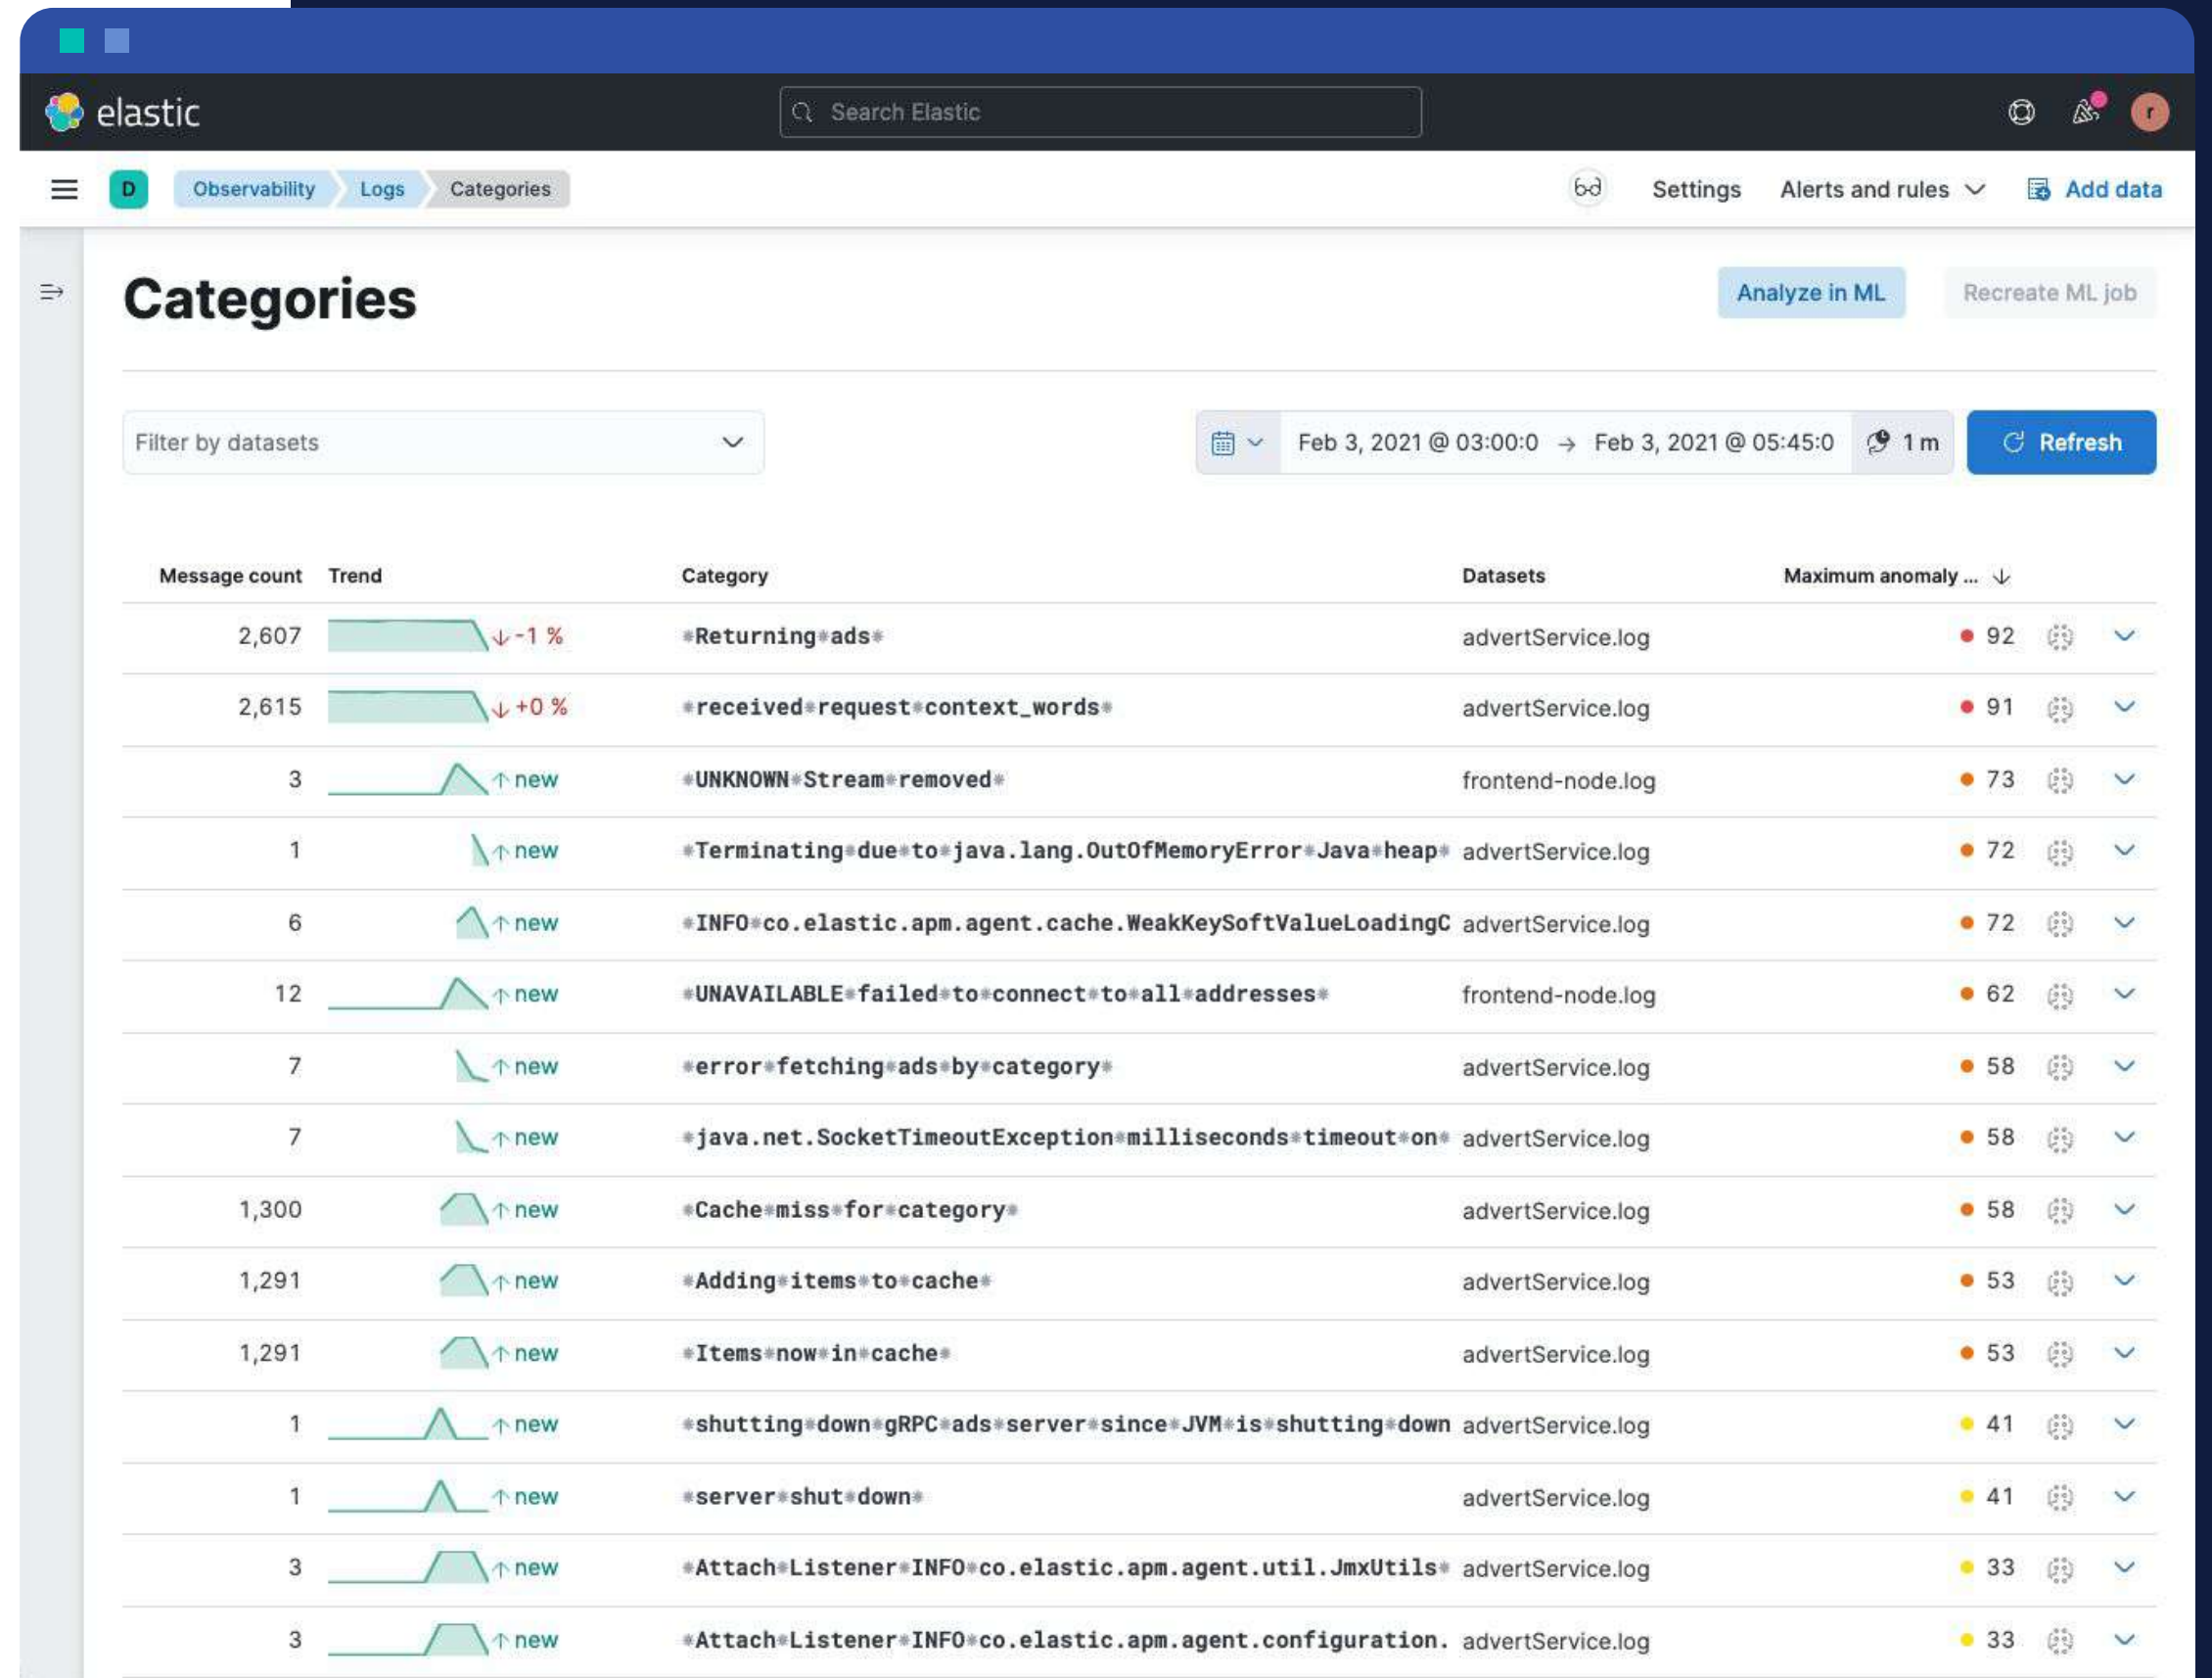 elastic
Search Elastic
r
D
Observability Logs Categories
Settings Alerts and rules Add data
Categories
Analyze in ML Recreate ML job
Filter by datasets Feb 3, 2021 @ 03:00:0 → Feb 3, 2021 @ 05:45:0 1 m Refresh
Message count Trend Category Datasets Maximum anomaly ... ↓
2,607 ↓ -1 % *Returning*ads* advertService.log 92
2,615 ↓ +0 % *received*request*context_words* advertService.log 91
3 ↑ new *UNKNOWN*Stream*removed* frontend-node.log 73
1 ↑ new *Terminating*due*to*java.lang.OutOfMemoryError*Java*heap* advertService.log 72
6 ↑ new *INFO*co.elastic.apm.agent.cache.WeakKeySoftValueLoadingC advertService.log 72
12 ↑ new *UNAVAILABLE*failed*to*connect*to*all*addresses* frontend-node.log 62
7 ↑ new *error*fetching*ads*by*category* advertService.log 58
7 ↑ new *java.net.SocketTimeoutException*milliseconds*timeout*on* advertService.log 58
1,300 ↑ new *Cache*miss*for*category* advertService.log 58
1,291 ↑ new *Adding*items*to*cache* advertService.log 53
1,291 ↑ new *Items*now*in*cache* advertService.log 53
1 ↑ new *shutting*down*gRPC*ads*server*since*JVM*is*shutting*down advertService.log 41
1 ↑ new *server*shut*down* advertService.log 41
3 ↑ new *Attach*Listener*INFO*co.elastic.apm.agent.util.JmxUtils* advertService.log 33
3 ↑ new *Attach*Listener*INFO*co.elastic.apm.agent.configuration. advertService.log 33